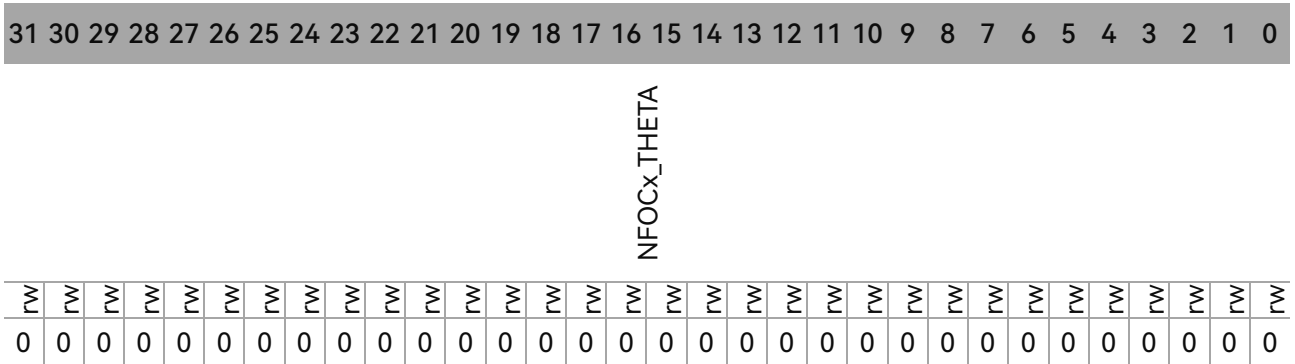 31 30 29 28 27 26 25 24 23 22 21 20 19 18 17 16 15 14 13 12 11 10 9 8 7 6 5 4 3 2 1 0
NFOCx_THETA
rw rw rw rw rw rw rw rw rw rw rw rw rw rw rw rw rw rw rw rw rw rw rw rw rw rw rw rw rw rw rw rw
0 0 0 0 0 0 0 0 0 0 0 0 0 0 0 0 0 0 0 0 0 0 0 0 0 0 0 0 0 0 0 0